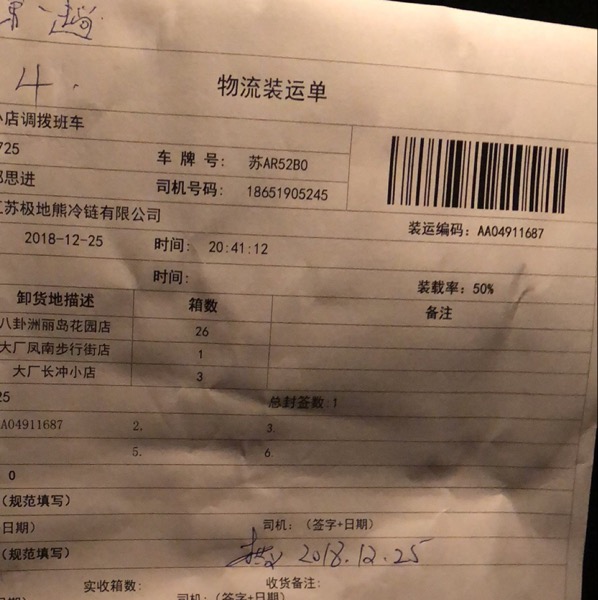 第一趟
4.
物流装运单
小店调拨班车
725
车 牌 号: 苏AR52B0
思进
司机号码: 18651905245
江苏极地熊冷链有限公司
装运编码: AA04911687
2018-12-25 时间: 20:41:12
时间: 装载率: 50%
卸货地描述 箱数 备注
八卦洲丽岛花园店 26
大厂凤南步行街店 1
大厂长冲小店 3
25 总封签数:1
AA04911687 2. 3.
5. 6
0
(规范填写)
日期) 司机: (签字+日期)
(规范填写) 2018.12.25
实收箱数: 收货备注:
日期) 司机: (签字+日期)